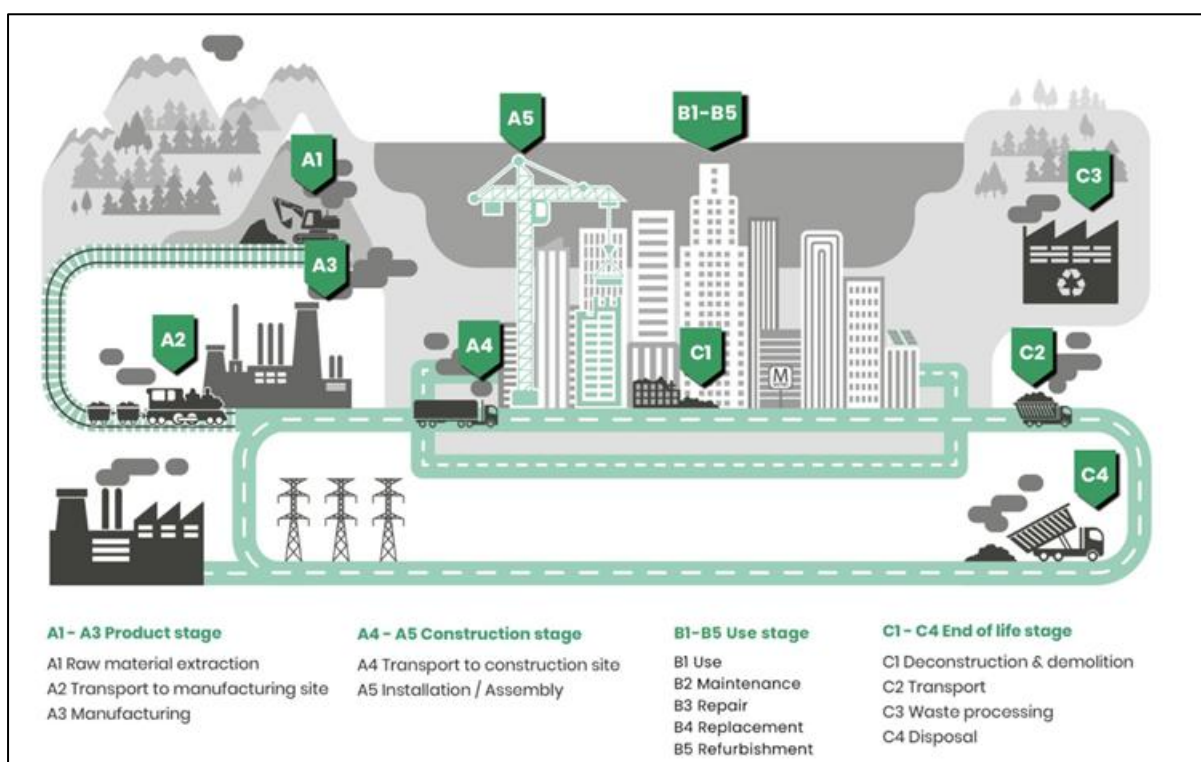 A5
B1-B5
A1
C3
A3
A2
A4
C1
C2
M
C4
A1 - A3 Product stage
A1 Raw material extraction
A2 Transport to manufacturing site
A3 Manufacturing
A4 - A5 Construction stage
A4 Transport to construction site
A5 Installation / Assembly
B1-B5 Use stage
B1 Use
B2 Maintenance
B3 Repair
B4 Replacement
B5 Refurbishment
C1 - C4 End of life stage
C1 Deconstruction & demolition
C2 Transport
C3 Waste processing
C4 Disposal